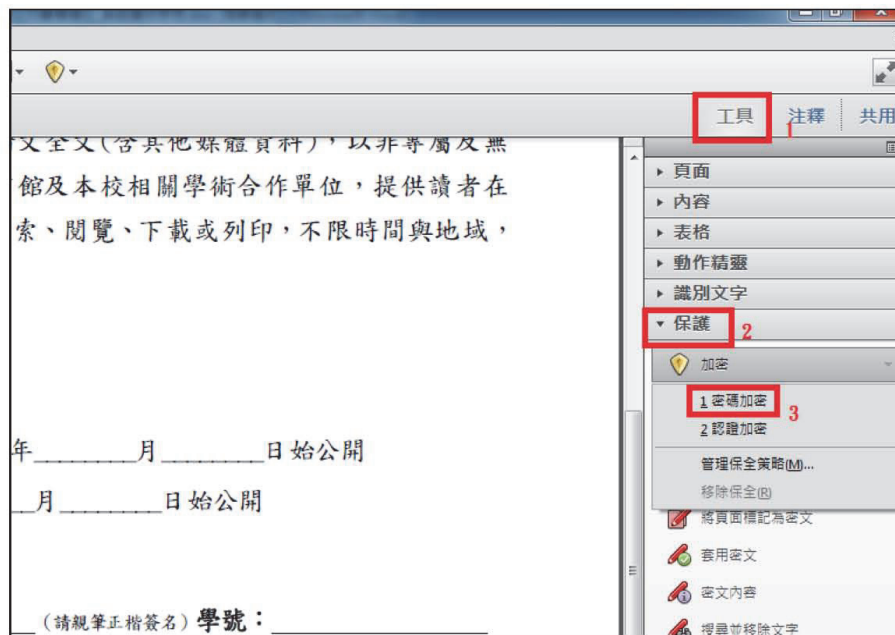 工具 1 注釋 共用
文全文(含其他媒體資料)，以非專屬及無
館及本校相關學術合作單位，提供讀者在
索、閱覽、下載或列印，不限時間與地域，
頁面
內容
表格
動作精靈
識別文字
保護 2
加密
1 密碼加密 3
2 認證加密
管理保全策略(M)...
移除保全(R)
將頁面標記為密文
套用密文
密文內容
搜尋並移除文字
年________月________日始公開
__月________日始公開
__ (請親筆正楷簽名) 學號：________________